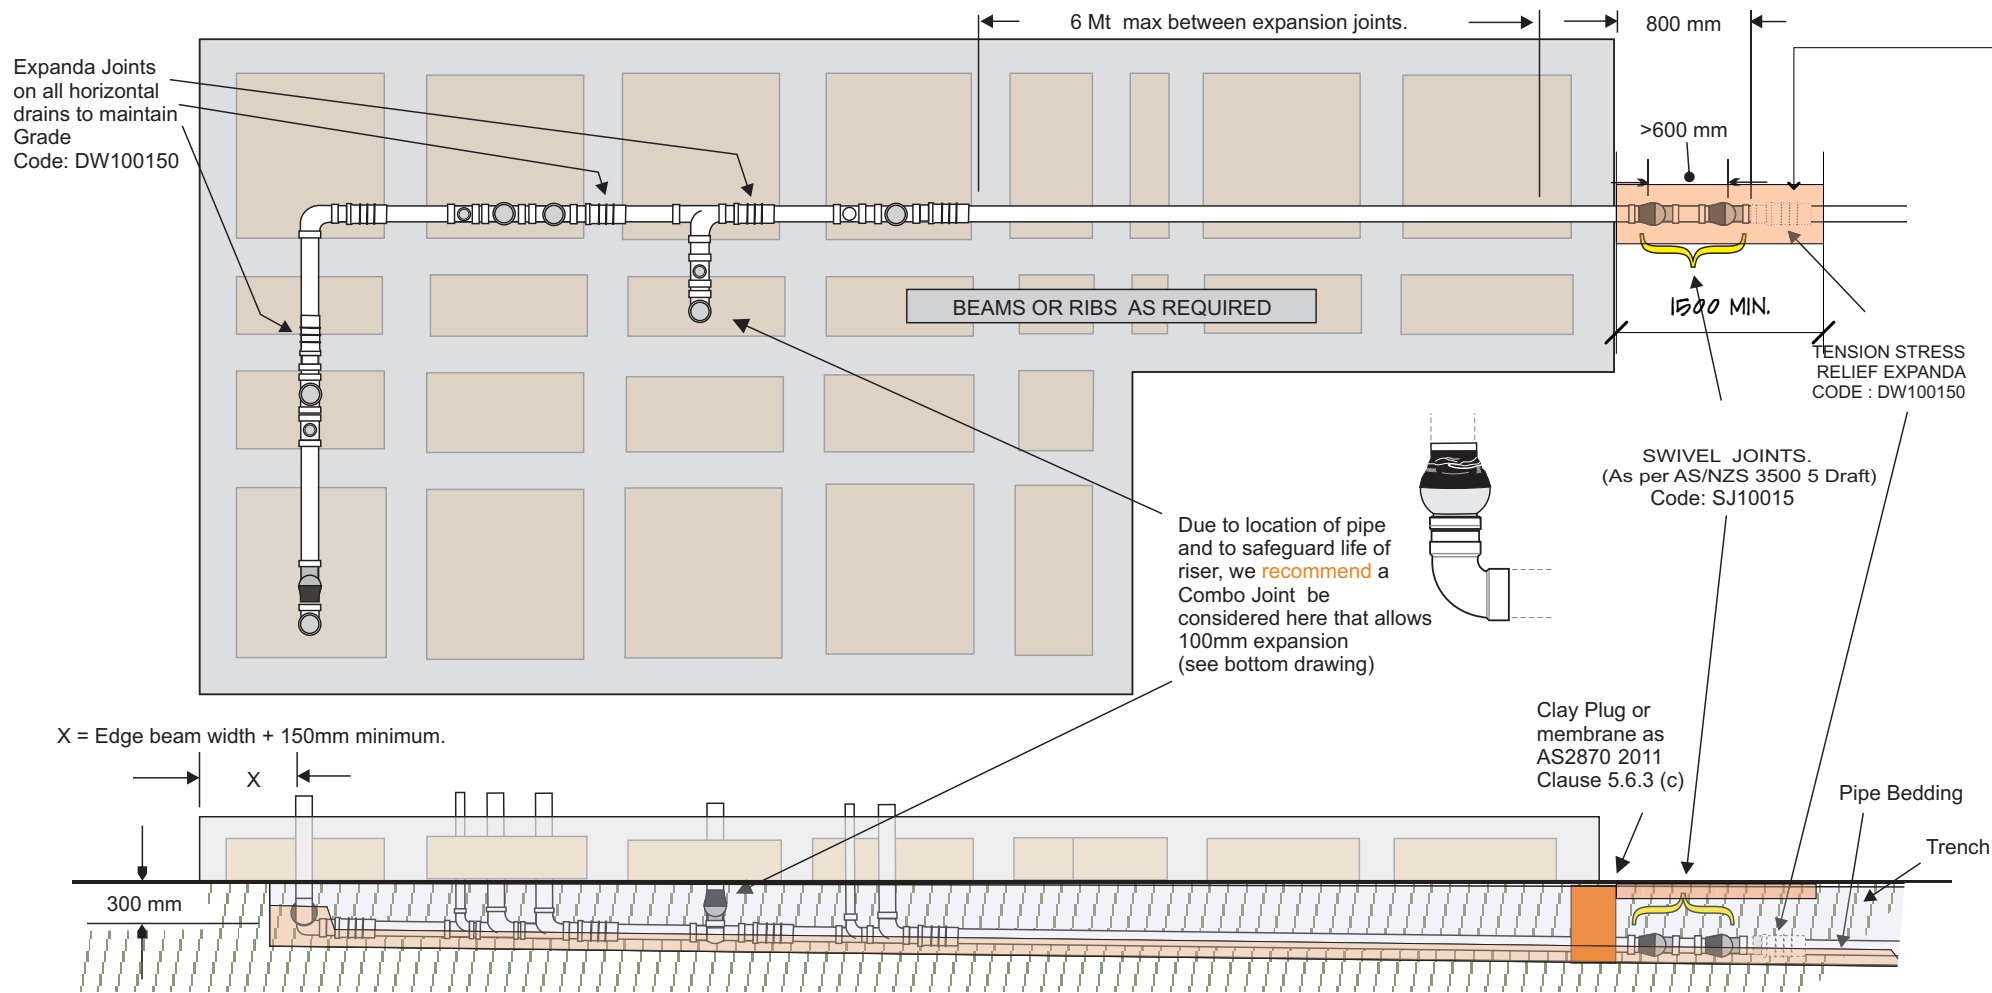 6 Mt max between expansion joints.
800 mm
Expanda Joints
on all horizontal
drains to maintain
Grade
Code: DW100150
>600 mm
BEAMS OR RIBS AS REQUIRED
1500 MIN.
TENSION STRESS
RELIEF EXPANDA
CODE : DW100150
SWIVEL JOINTS.
(As per AS/NZS 3500 5 Draft)
Code: SJ10015
Due to location of pipe
and to safeguard life of
riser, we recommend a
Combo Joint be
considered here that allows
100mm expansion
(see bottom drawing)
Clay Plug or
membrane as
AS2870 2011
Clause 5.6.3 (c)
X = Edge beam width + 150mm minimum.
X
Pipe Bedding
Trench
300 mm